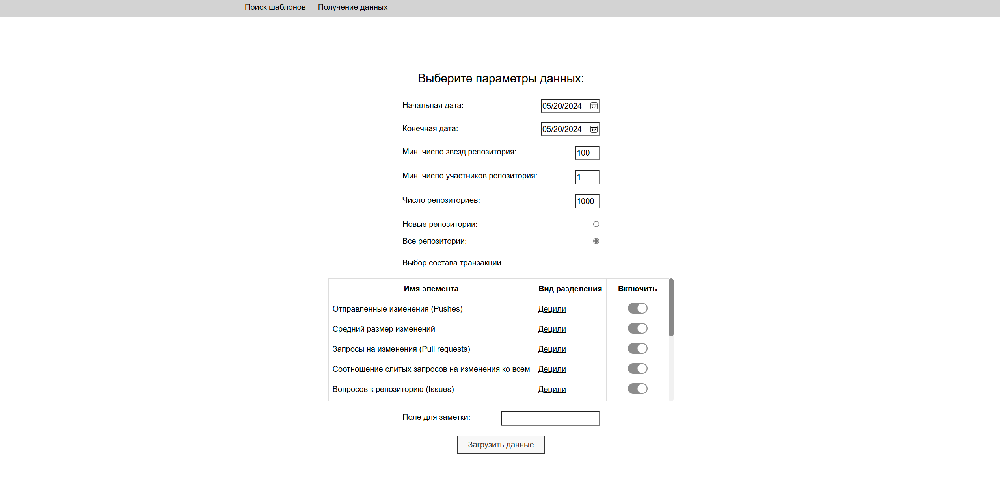 Поиск шаблонов Получение данных
Выберите параметры данных:
Начальная дата: 05/20/2024
Конечная дата: 05/20/2024
Мин. число звезд репозитория: 100
Мин. число участников репозитория: 1
Число репозиториев: 1000
Новые репозитории:
Все репозитории:
Выбор состава транзакции:
Имя элемента Вид разделения Включить
Отправленные изменения (Pushes) Децили
Средний размер изменений Децили
Запросы на изменения (Pull requests) Децили
Соотношение слитых запросов на изменения ко всем Децили
Вопросов к репозиторию (Issues) Децили
Поле для заметки:
Загрузить данные